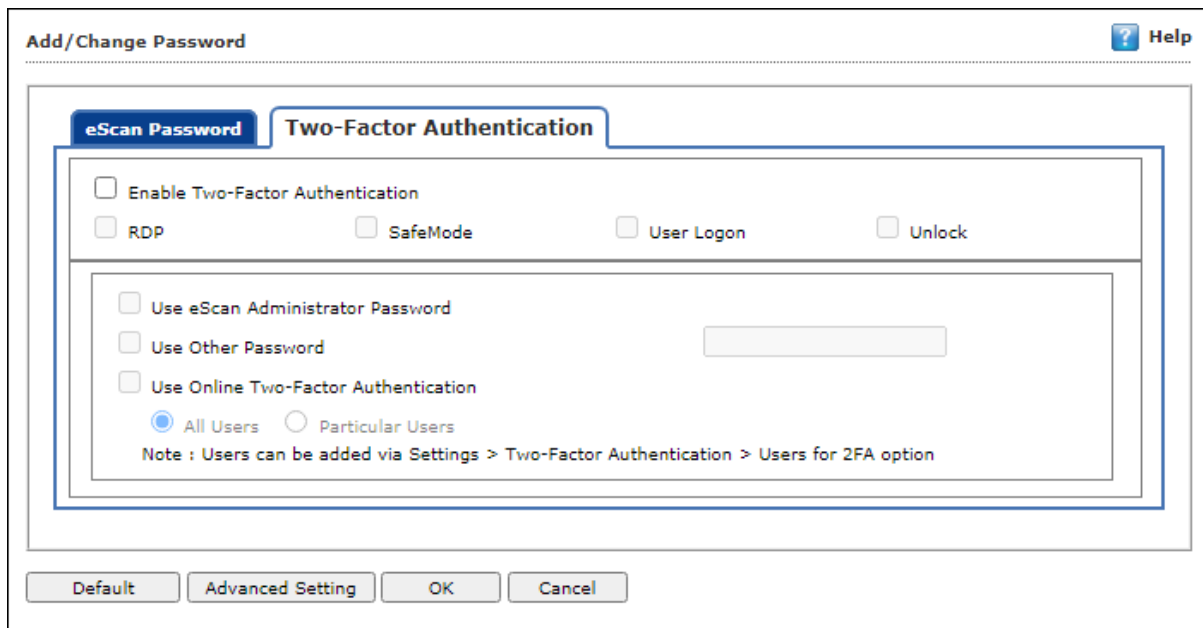 Add/Change Password
? Help
eScan Password Two-Factor Authentication
Enable Two-Factor Authentication
RDP SafeMode User Logon Unlock
Use eScan Administrator Password
Use Other Password
Use Online Two-Factor Authentication
All Users Particular Users
Note : Users can be added via Settings > Two-Factor Authentication > Users for 2FA option
Default Advanced Setting OK Cancel